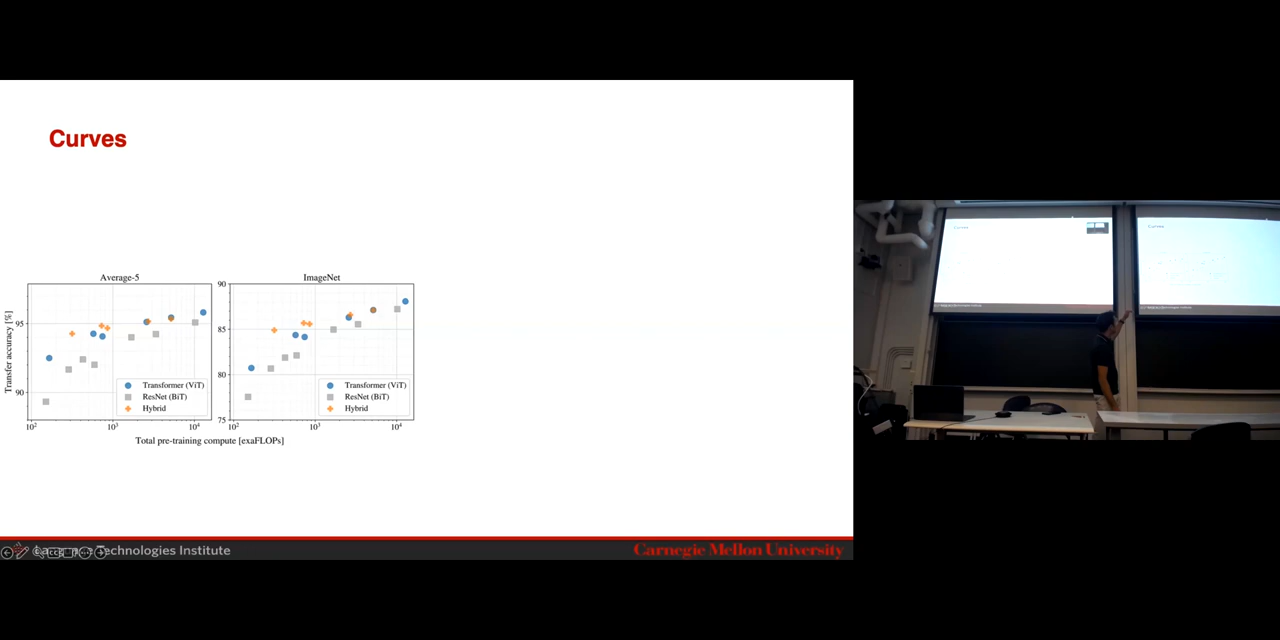 Curves
Average-5
ImageNet
Transfer accuracy [%]
95
90
90
85
80
75
Transformer (ViT)
ResNet (BiT)
Hybrid
Transformer (ViT)
ResNet (BiT)
Hybrid
10²
10³
10⁴
10²
10³
10⁴
Total pre-training compute [exaFLOPs]
Technologies Institute
Carnegie Mellon University
Curves
Curves